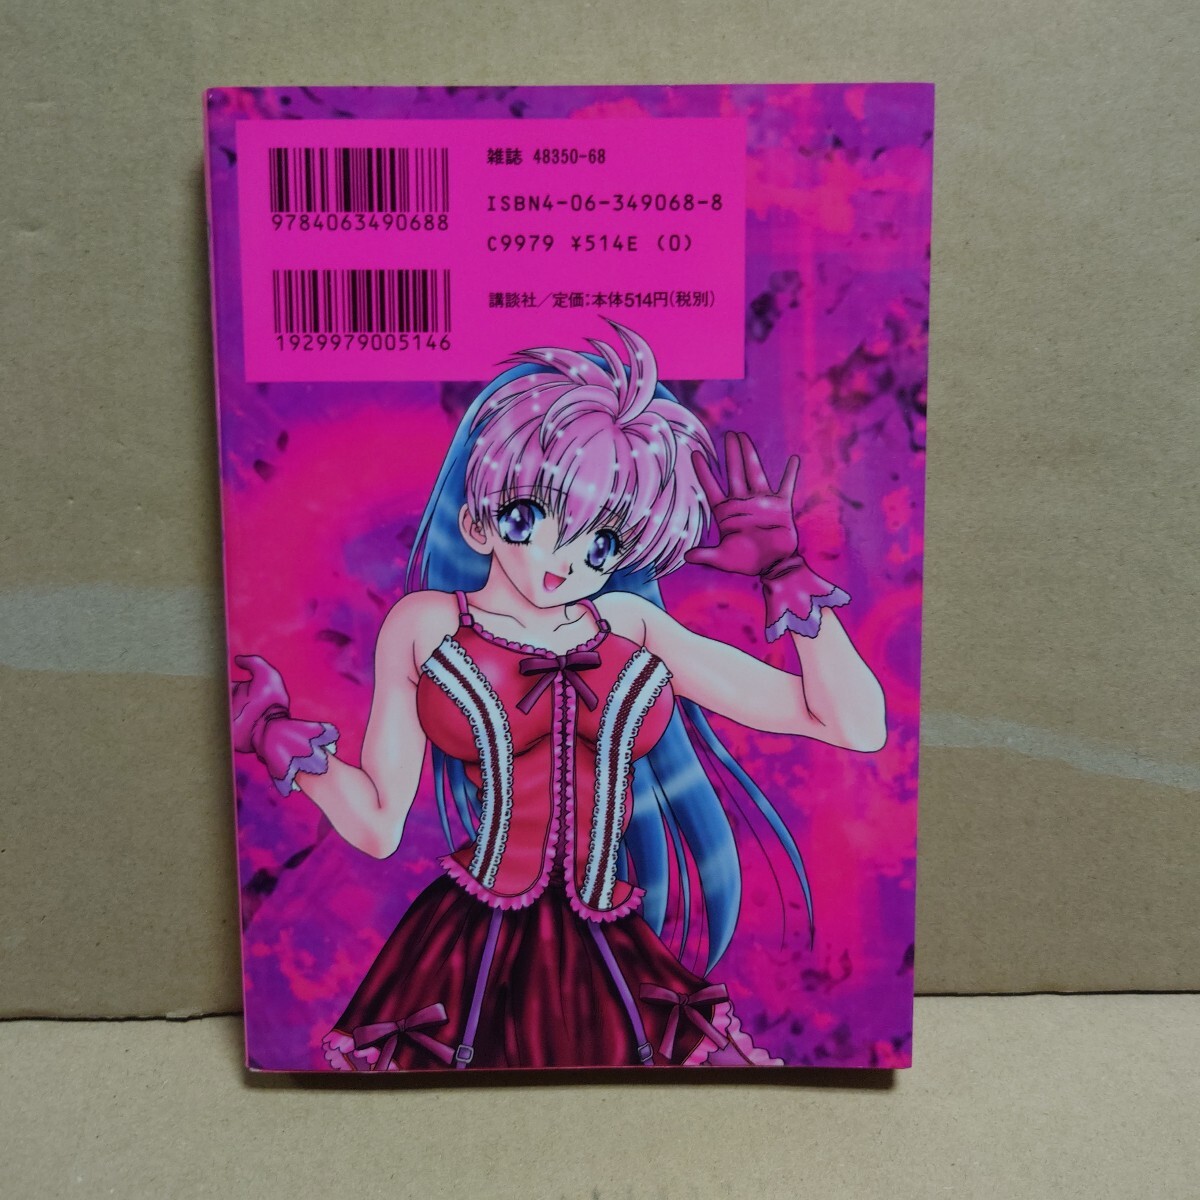 雑誌 48350-68
9784063490688
ISBN4-06-349068-8
C9979 ¥514E (0)
1929979005146
講談社／定価：本体514円(税別)